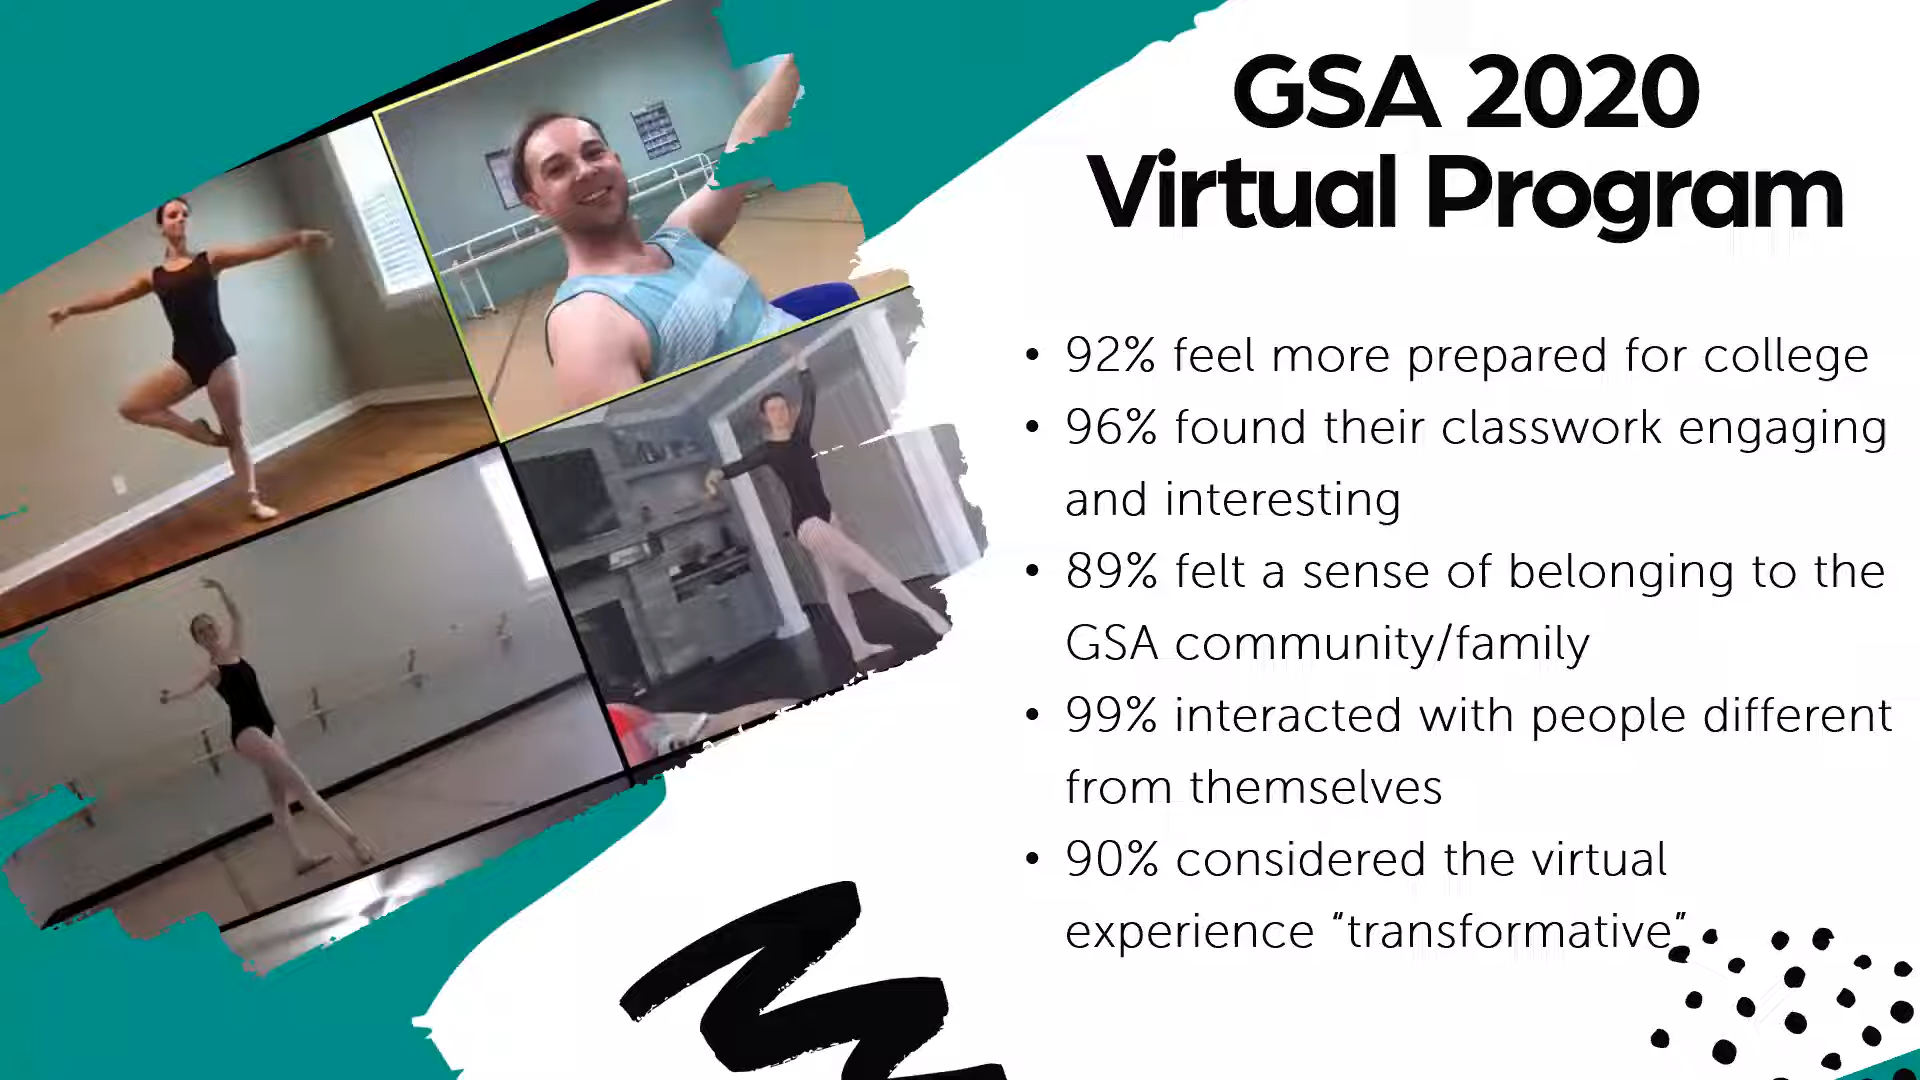 GSA 2020
Virtual Program
• 92% feel more prepared for college
• 96% found their classwork engaging
and interesting
• 89% felt a sense of belonging to the
GSA community/family
• 99% interacted with people different
from themselves
• 90% considered the virtual
experience “transformative”